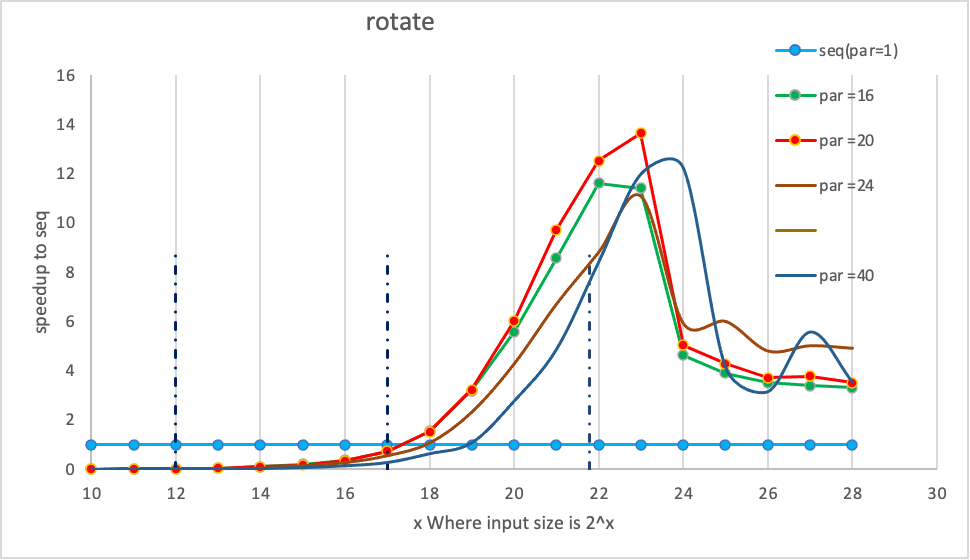 rotate
seq(par=1)
par =16
par =20
par =24
par =40
speedup to seq
16
14
12
10
8
6
4
2
0
10 12 14 16 18 20 22 24 26 28 30
x Where input size is 2^x